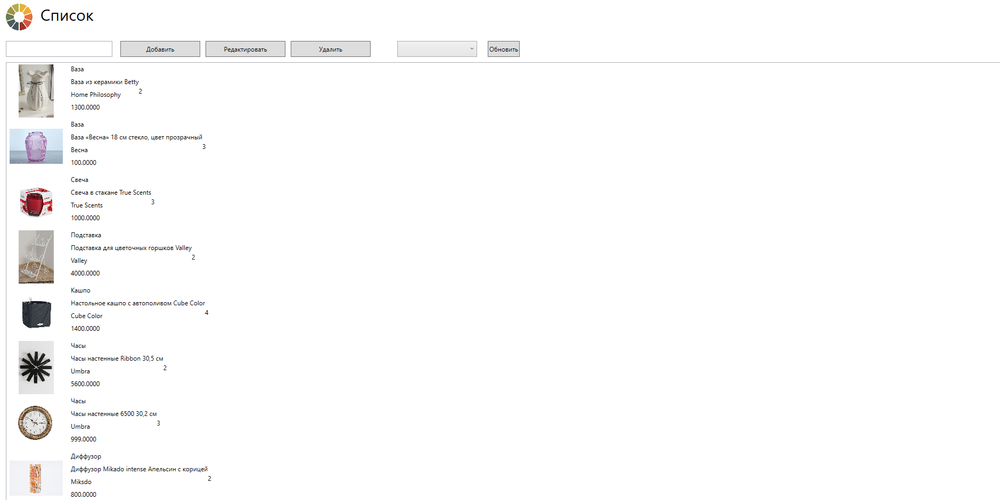 Список
Добавить
Редактировать
Удалить
Обновить
Ваза
Ваза из керамики Betty
Home Philosophy
2
1300.0000
Ваза
Ваза «Весна» 18 см стекло, цвет прозрачный
Весна
3
100.0000
Свеча
Свеча в стакане True Scents
True Scents
3
1000.0000
Подставка
Подставка для цветочных горшков Valley
Valley
2
4000.0000
Кашпо
Настольное кашпо с автополивом Cube Color
Cube Color
4
1400.0000
Часы
Часы настенные Ribbon 30,5 см
Umbra
2
5600.0000
Часы
Часы настенные 6500 30,2 см
Umbra
3
999.0000
Диффузор
Диффузор Mikado intense Апельсин с корицей
Miksdo
2
800.0000